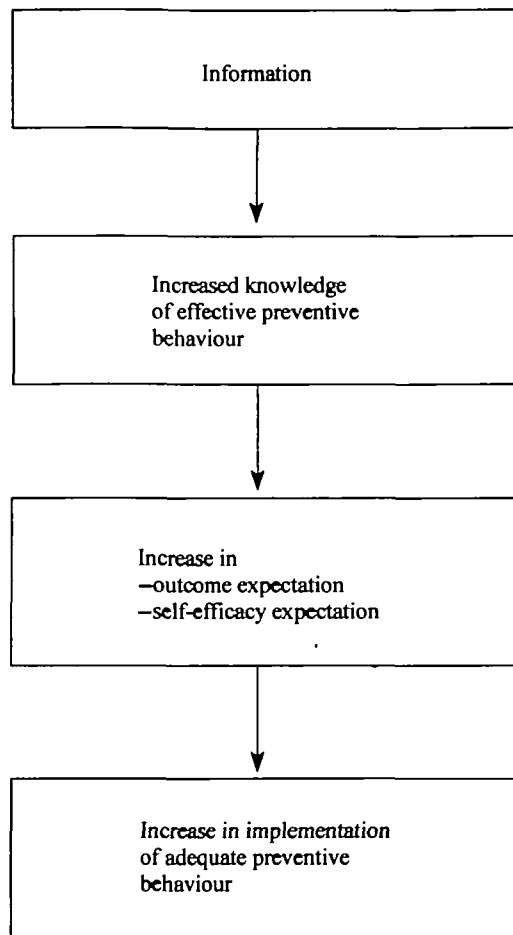 Information
Increased knowledge
of effective preventive
behaviour
Increase in
–outcome expectation
–self-efficacy expectation
Increase in implementation
of adequate preventive
behaviour